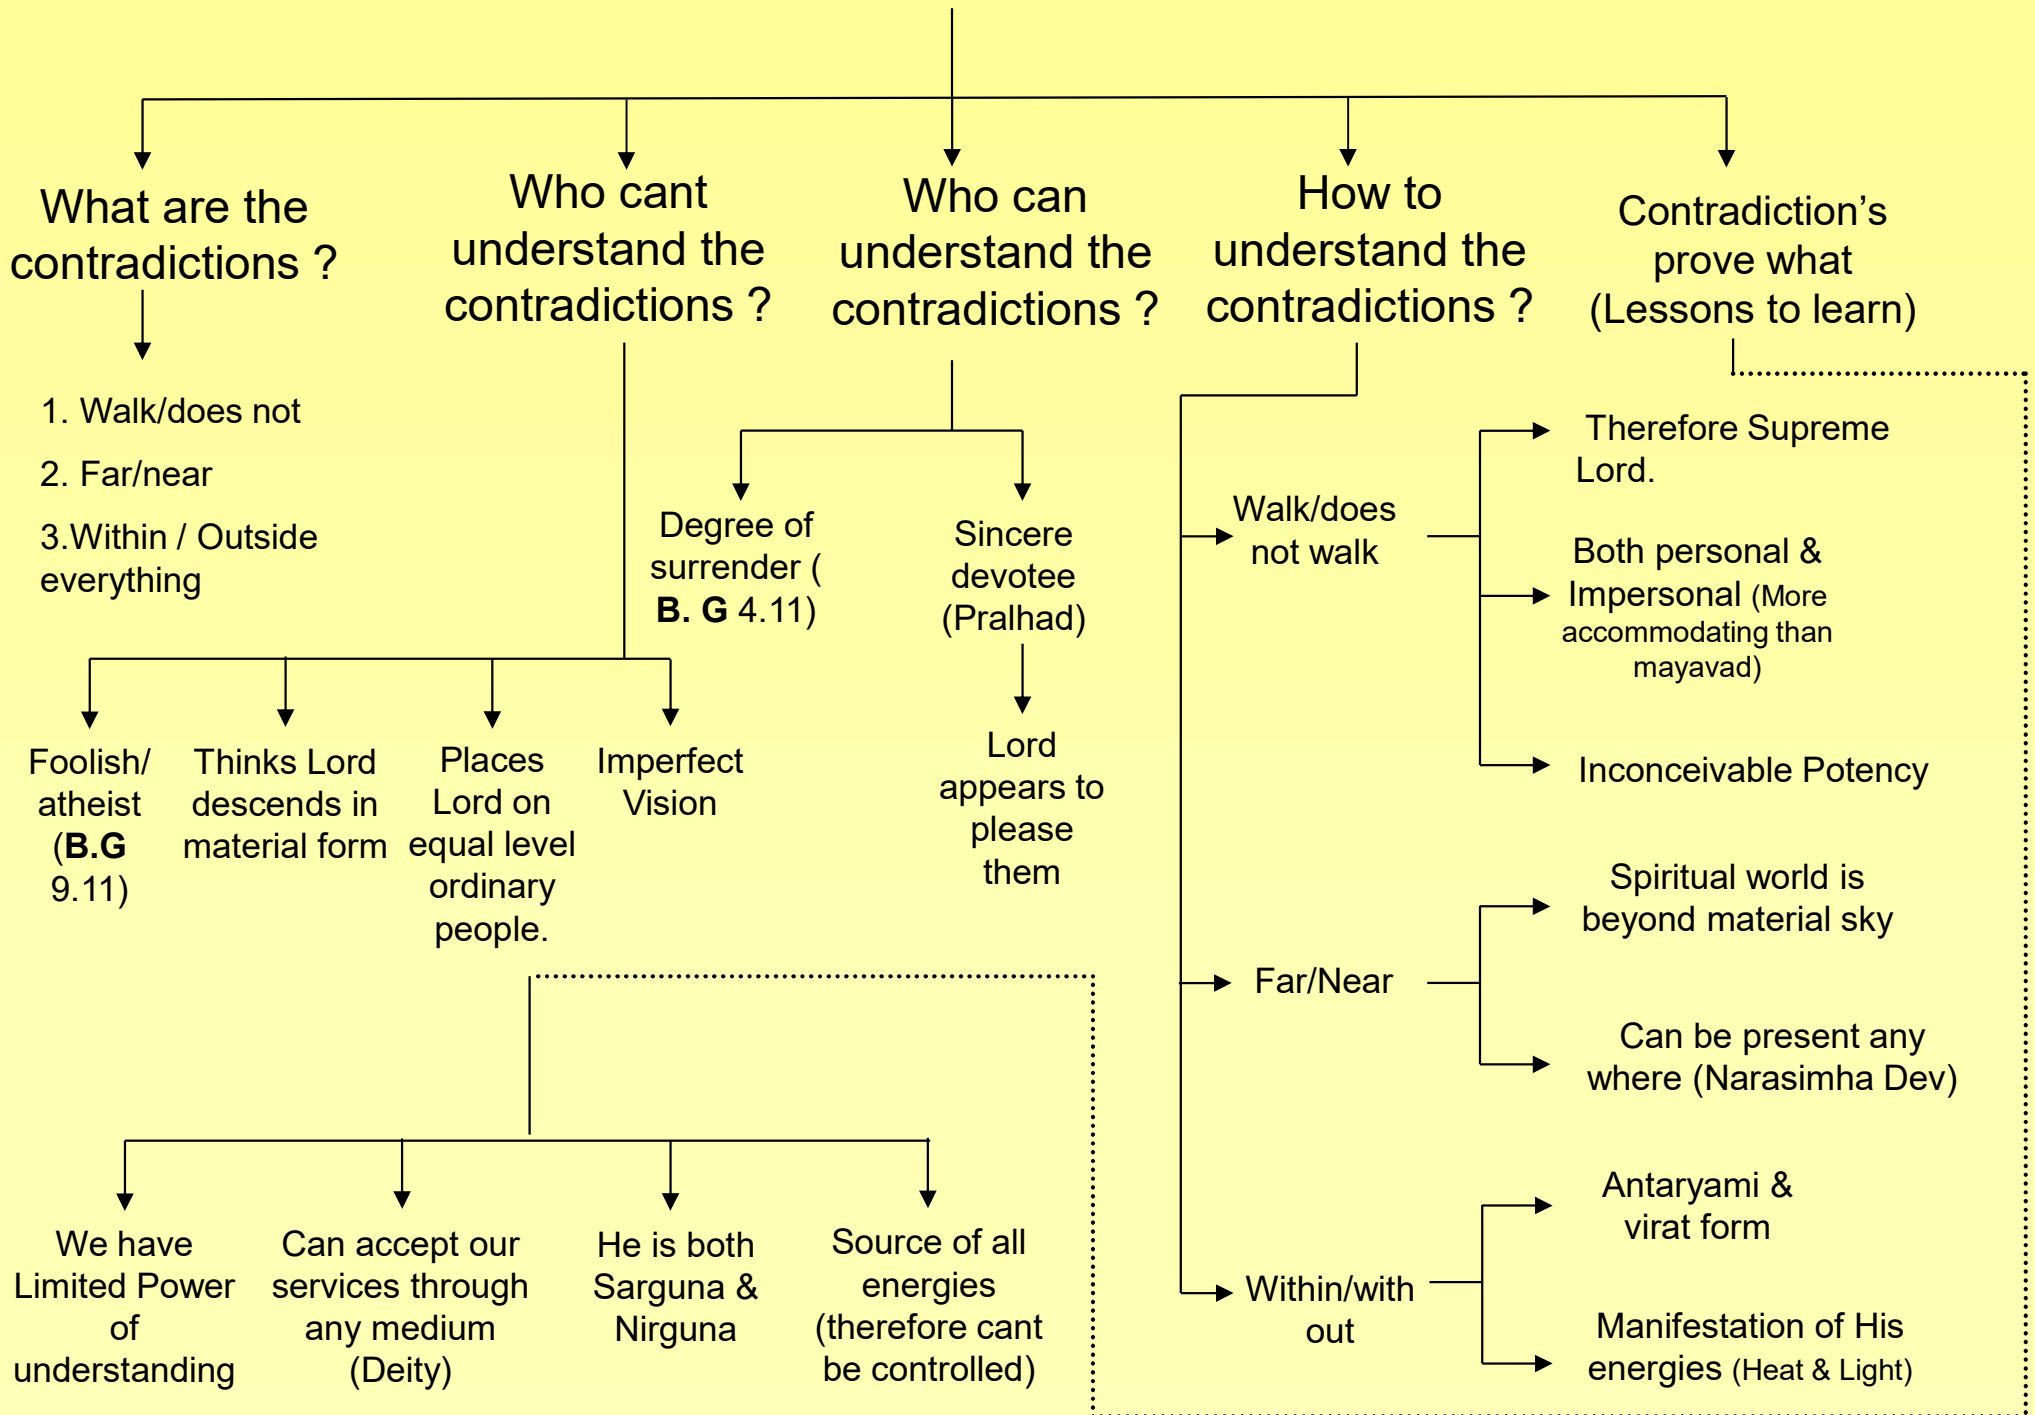 What are the
contradictions ?
Who cant
understand the
contradictions ?
Who can
understand the
contradictions ?
How to
understand the
contradictions ?
Contradiction’s
prove what
(Lessons to learn)
1. Walk/does not
2. Far/near
3.Within / Outside
everything
Foolish/
atheist
(B.G
9.11)
Thinks Lord
descends in
material form
Places
Lord on
equal level
ordinary
people.
Imperfect
Vision
Degree of
surrender (
B. G 4.11)
Sincere
devotee
(Pralhad)
Lord
appears to
please
them
Walk/does
not walk
Therefore Supreme
Lord.
Both personal &
Impersonal (More
accommodating than
mayavad)
Inconceivable Potency
Far/Near
Spiritual world is
beyond material sky
Can be present any
where (Narasimha Dev)
Within/with
out
Antaryami &
virat form
Manifestation of His
energies (Heat & Light)
We have
Limited Power
of
understanding
Can accept our
services through
any medium
(Deity)
He is both
Sarguna &
Nirguna
Source of all
energies
(therefore cant
be controlled)